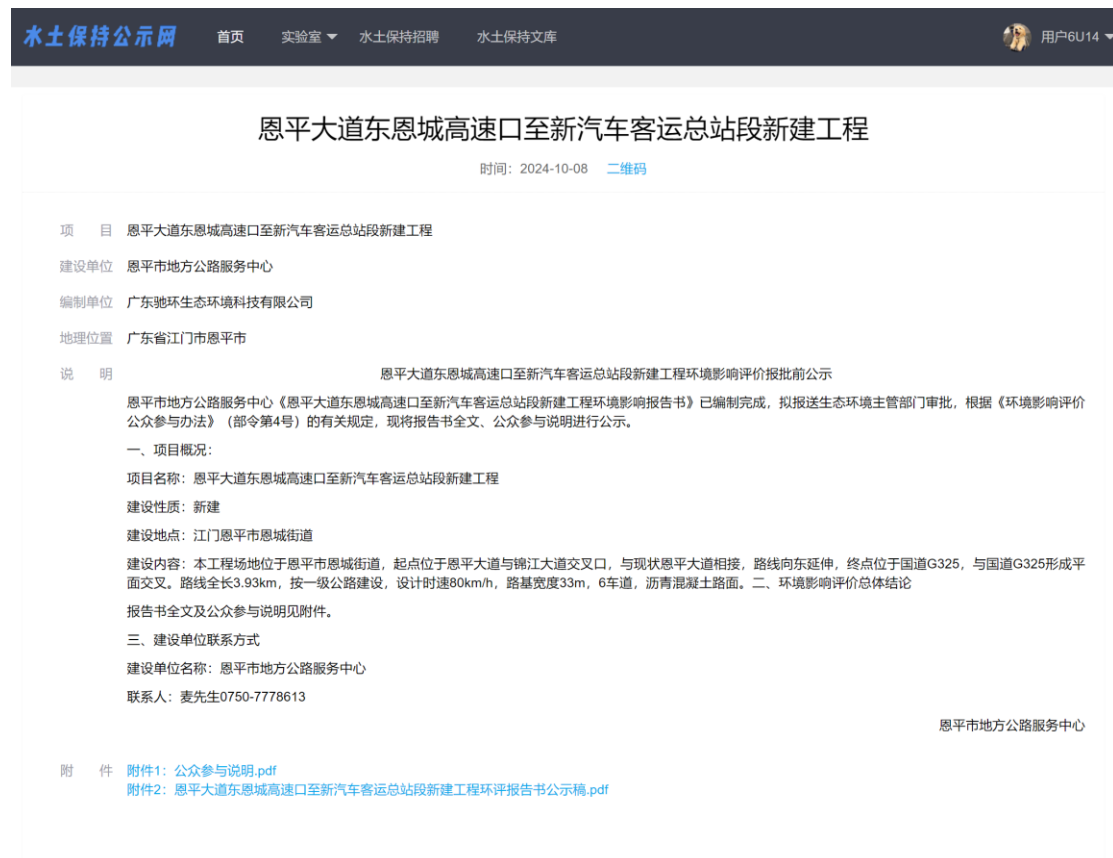 水土保持公示网 首页 实验室 水土保持招聘 水土保持文库 用户6U14
恩平大道东恩城高速口至新汽车客运总站段新建工程
时间：2024-10-08 二维码
项 目 恩平大道东恩城高速口至新汽车客运总站段新建工程
建设单位 恩平市地方公路服务中心
编制单位 广东驰环生态环境科技有限公司
地理位置 广东省江门市恩平市
说 明 恩平大道东恩城高速口至新汽车客运总站段新建工程环境影响评价报批前公示
恩平市地方公路服务中心《恩平大道东恩城高速口至新汽车客运总站段新建工程环境影响报告书》已编制完成，拟报送生态环境主管部门审批，根据《环境影响评价
公众参与办法》（部令第4号）的有关规定，现将报告书全文、公众参与说明进行公示。
一、项目概况：
项目名称：恩平大道东恩城高速口至新汽车客运总站段新建工程
建设性质：新建
建设地点：江门恩平市恩城街道
建设内容：本工程场地位于恩平市恩城街道，起点位于恩平大道与锦江大道交叉口，与现状恩平大道相接，路线向东延伸，终点位于国道G325，与国道G325形成平
面交叉。路线全长3.93km，按一级公路建设，设计时速80km/h，路基宽度33m，6车道，沥青混凝土路面。二、环境影响评价总体结论
报告书全文及公众参与说明见附件。
三、建设单位联系方式
建设单位名称：恩平市地方公路服务中心
联系人：麦先生0750-7778613
恩平市地方公路服务中心
附 件 附件1：公众参与说明.pdf
附件2：恩平大道东恩城高速口至新汽车客运总站段新建工程环评报告书公示稿.pdf